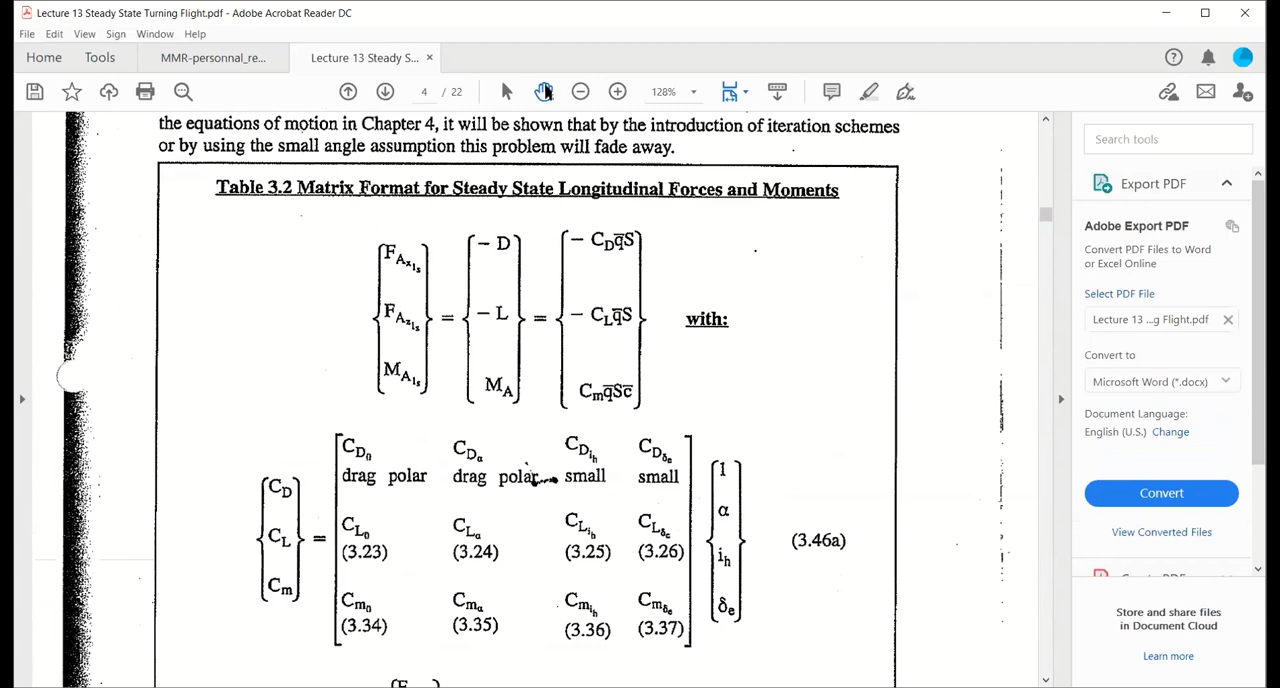 Lecture 13 Steady State Turning Flight.pdf - Adobe Acrobat Reader DC
File Edit View Sign Window Help
Home Tools MMR-personnal_re... Lecture 13 Steady S... ×
4 / 22 128%
the equations of motion in Chapter 4, it will be shown that by the introduction of iteration schemes
or by using the small angle assumption this problem will fade away.
Table 3.2 Matrix Format for Steady State Longitudinal Forces and Moments
F_{A_{x_{1_s}}} − D − C_D q̄S
F_{A_{z_{1_s}}} = − L = − C_L q̄S with:
M_{A_{1_s}} M_A C_m q̄Sc̄
C_{D_0} C_{D_α} C_{D_{i_h}} C_{D_{δ_e}} 1
drag polar drag polar small small
C_D C_{L_0} C_{L_α} C_{L_{i_h}} C_{L_{δ_e}} α
C_L = (3.23) (3.24) (3.25) (3.26) i_h (3.46a)
C_m C_{m_0} C_{m_α} C_{m_{i_h}} C_{m_{δ_e}} δ_e
(3.34) (3.35) (3.36) (3.37)
Search tools
Export PDF
Adobe Export PDF
Convert PDF Files to Word
or Excel Online
Select PDF File
Lecture 13 ...g Flight.pdf ×
Convert to
Microsoft Word (*.docx)
Document Language:
English (U.S.) Change
Convert
View Converted Files
Store and share files
in Document Cloud
Learn more